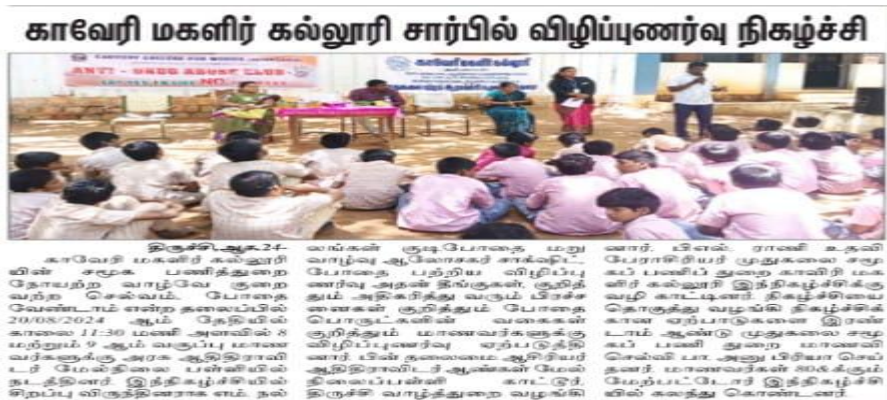 காவேரி மகளிர் கல்லூரி சார்பில் விழிப்புணர்வு நிகழ்ச்சி
ANTI - DRUG ABUSE CLUB
காவேரி மகளிர் கல்லூரி
திருச்சி,ஆக.24-
காவேரி மகளிர் கல்லூரி
யின் சமூக பணித்துறை
நோயற்ற வாழ்வே குறை
வற்ற செல்வம், போதை
வேண்டாம் என்ற தலைப்பில்
20/08/2024 ஆம் தேதியில்
காலை 11:30 மணி அளவில் 8
மற்றும் 9 ஆம் வகுப்பு மாண
வர்களுக்கு அரசு ஆதிதிராவி
டர் மேல்நிலை பள்ளியில்
நடத்தினர். இந்நிகழ்ச்சியில்
சிறப்பு விருந்தினராக எம். நல்
லங்கள் குடிபோதை மறு
வாழ்வு ஆலோசகர் சாக்ஷிட்
போதை பற்றிய விழிப்பு
ணர்வு அதன் தீங்குகள், குறித்
தும் அதிகரித்து வரும் பிரச்ச
ணைகள் குறித்தும் போதை
பொருட்களின் வகைகள்
குறித்தும் மாணவர்களுக்கு
விழிப்புணர்வு ஏற்படுத்தி
னார். பின் தலைமை ஆசிரியர்
ஆதிதிராவிடர் ஆண்கள் மேல்
நிலைப்பள்ளி காட்டூர்,
திருச்சி வாழ்த்துரை வழங்கி
னார். பிஎல். ராணி உதவி
பேராசிரியர் முதுகலை சமூ
கப் பணிப் துறை காவிரி மக
ளிர் கல்லூரி இந்நிகழ்ச்சிக்கு
வழி காட்டினர். நிகழ்ச்சியை
தொகுத்து வழங்கி நிகழ்ச்சிக்
கான ஏற்பாடுகளை இரண்
டாம் ஆண்டு முதுகலை சமூ
கப் பணி துறை மாணவி
செல்வி பா. அனு பிரியா செய்
தனர். மாணவர்கள் 80க்கும்
மேற்பட்டோர் இந்நிகழ்ச்சி
யில் கலந்து கொண்டனர்.